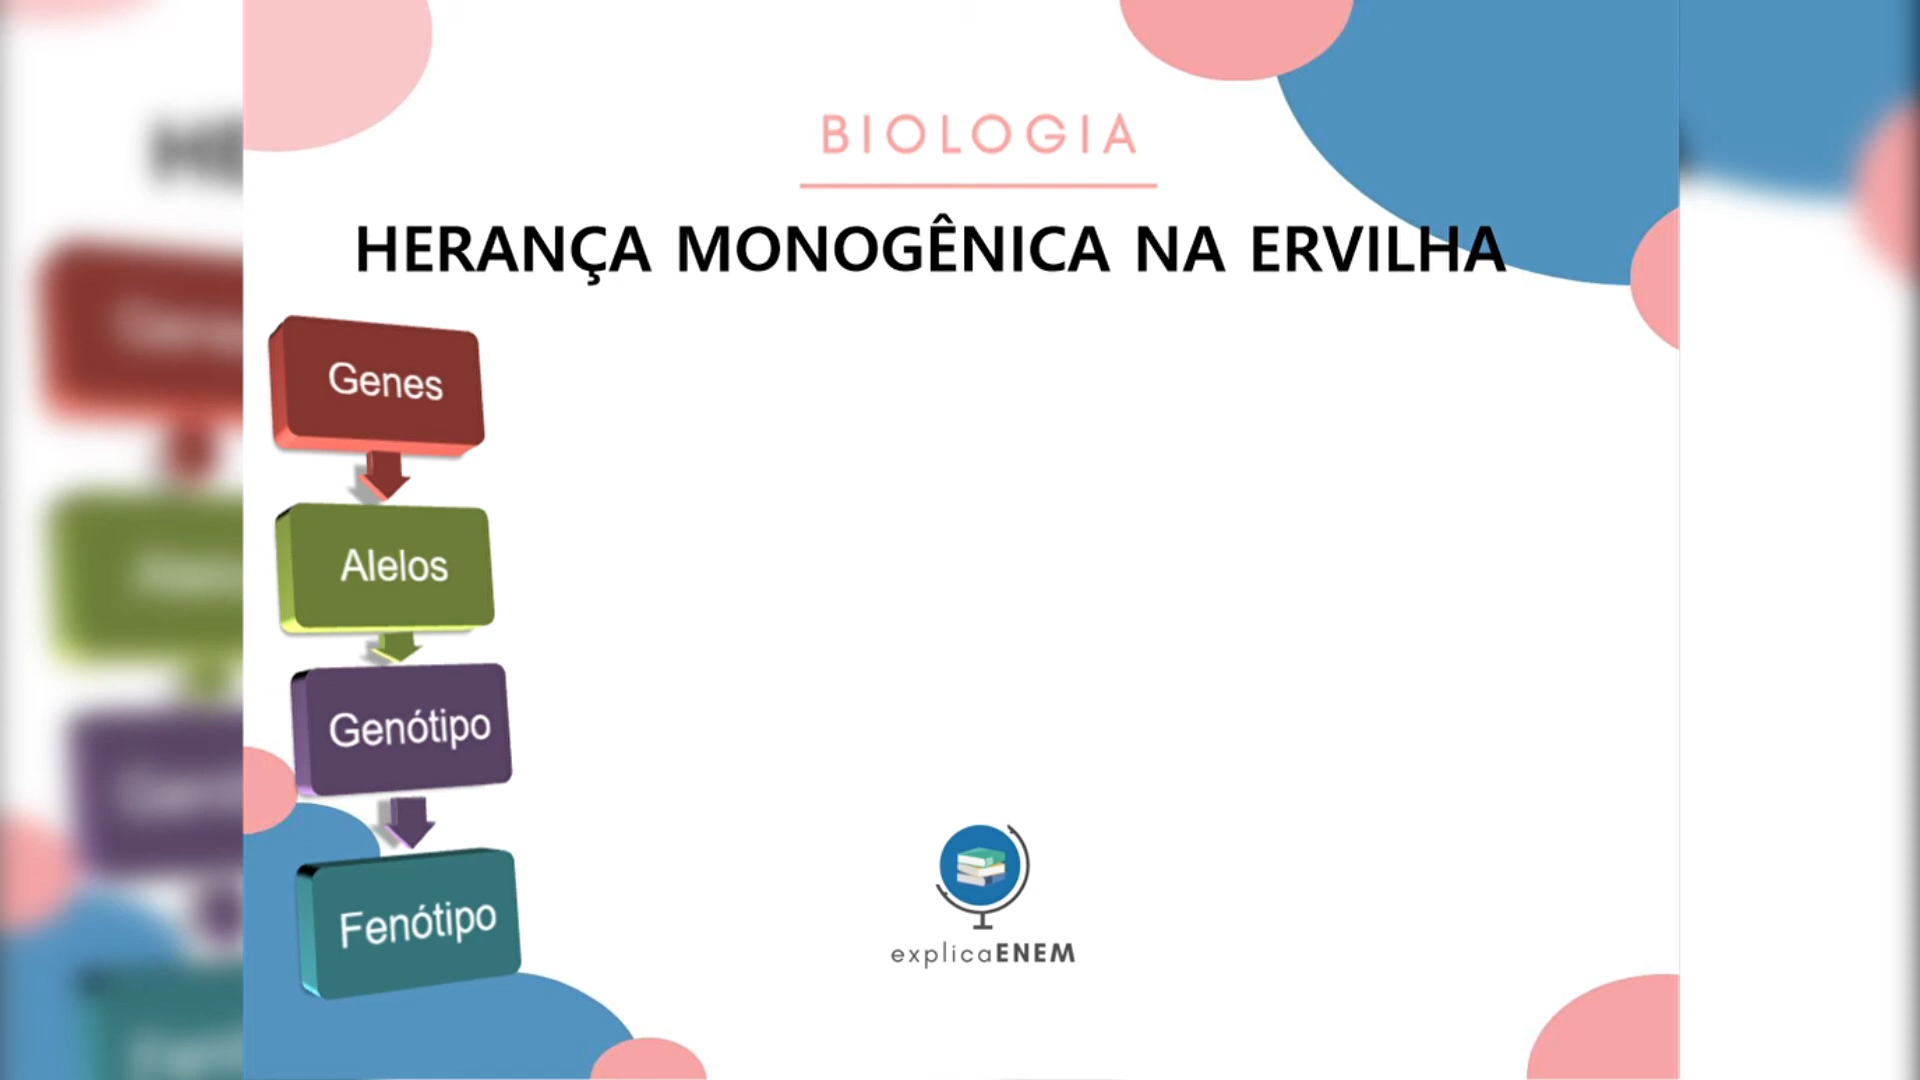 BIOLOGIA
HERANÇA MONOGÊNICA NA ERVILHA
Genes
Alelos
Genótipo
Fenótipo
explicaENEM